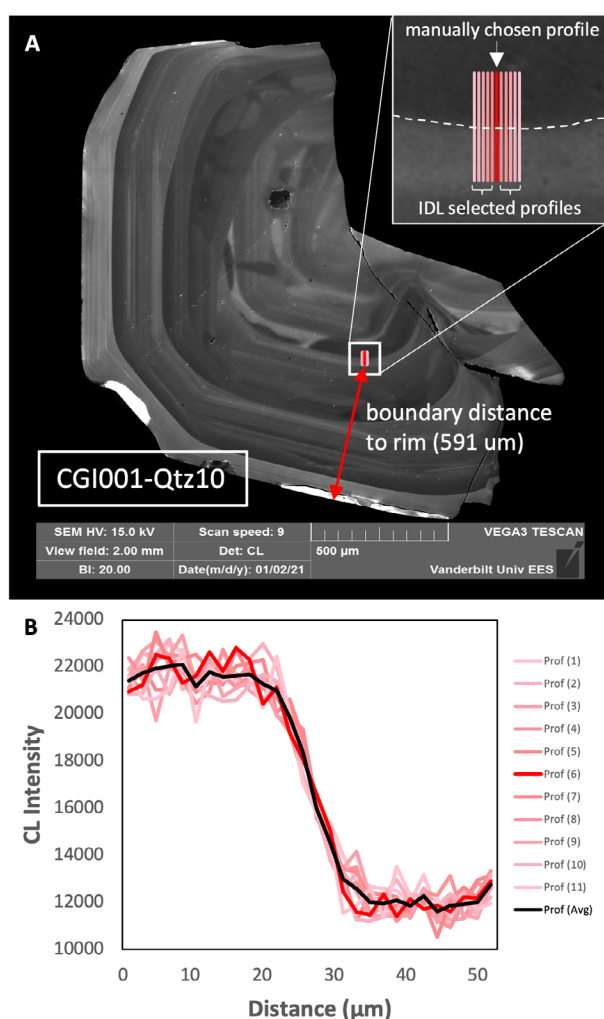 A
manually chosen profile
IDL selected profiles
boundary distance
to rim (591 um)
CGI001-Qtz10
SEM HV: 15.0 kV
Scan speed: 9
VEGA3 TESCAN
View field: 2.00 mm
Det: CL
500 µm
BI: 20.00
Date(m/d/y): 01/02/21
Vanderbilt Univ EES
B
24000
22000
20000
18000
16000
14000
12000
10000
CL Intensity
0
10
20
30
40
50
Distance (µm)
Prof (1)
Prof (2)
Prof (3)
Prof (4)
Prof (5)
Prof (6)
Prof (7)
Prof (8)
Prof (9)
Prof (10)
Prof (11)
Prof (Avg)